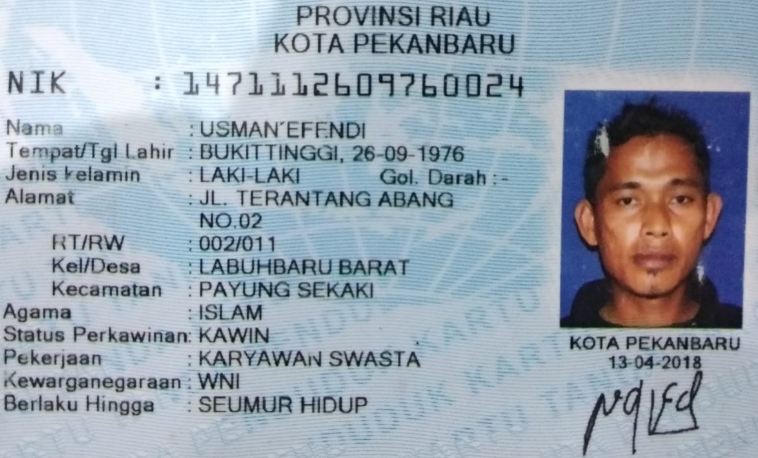 PROVINSI RIAU
KOTA PEKANBARU
NIK : 1471112609760024
Nama : USMAN EFENDI
Tempat/Tgl Lahir : BUKITTINGGI, 26-09-1976
Jenis kelamin : LAKI-LAKI Gol. Darah : -
Alamat : JL. TERANTANG ABANG
NO.02
RT/RW : 002/011
Kel/Desa : LABUHBARU BARAT
Kecamatan : PAYUNG SEKAKI
Agama : ISLAM
Status Perkawinan: KAWIN
Pekerjaan : KARYAWAN SWASTA
Kewarganegaraan : WNI
Berlaku Hingga : SEUMUR HIDUP
KOTA PEKANBARU
13-04-2018